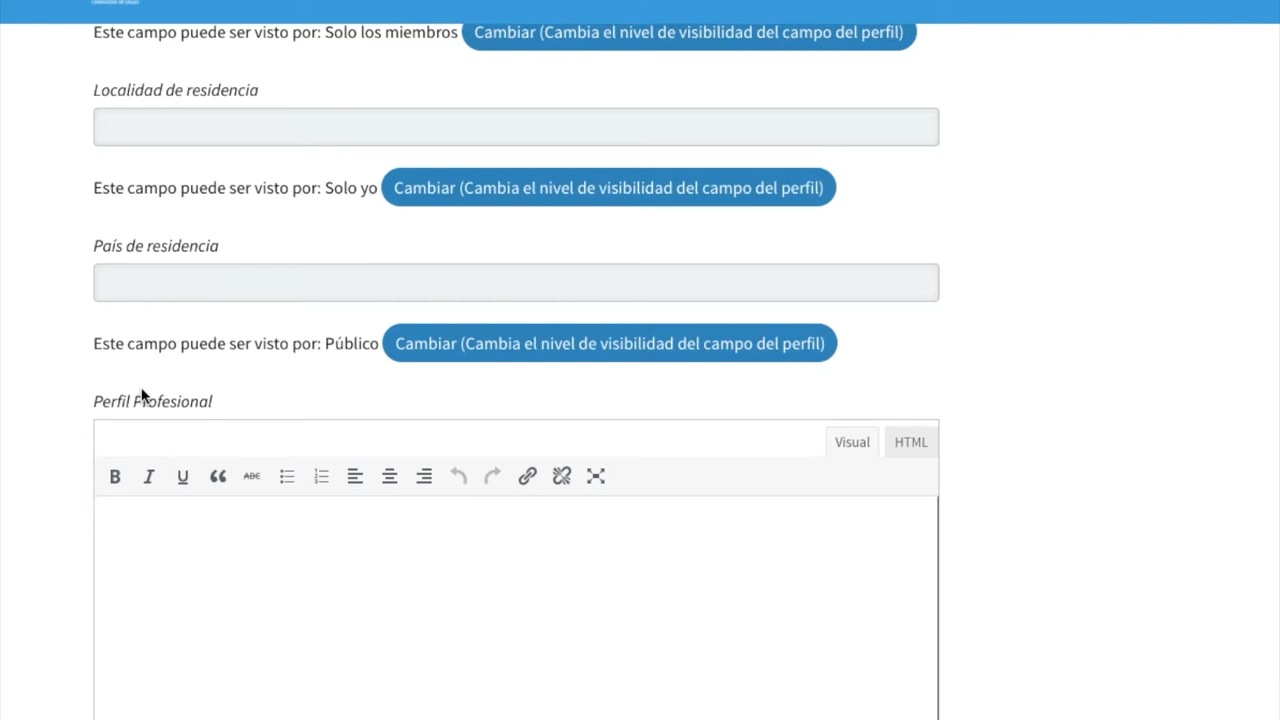 Este campo puede ser visto por: Solo los miembros Cambiar (Cambia el nivel de visibilidad del campo del perfil)
Localidad de residencia
Este campo puede ser visto por: Solo yo Cambiar (Cambia el nivel de visibilidad del campo del perfil)
País de residencia
Este campo puede ser visto por: Público Cambiar (Cambia el nivel de visibilidad del campo del perfil)
Perfil Profesional
Visual HTML
B I U ABC